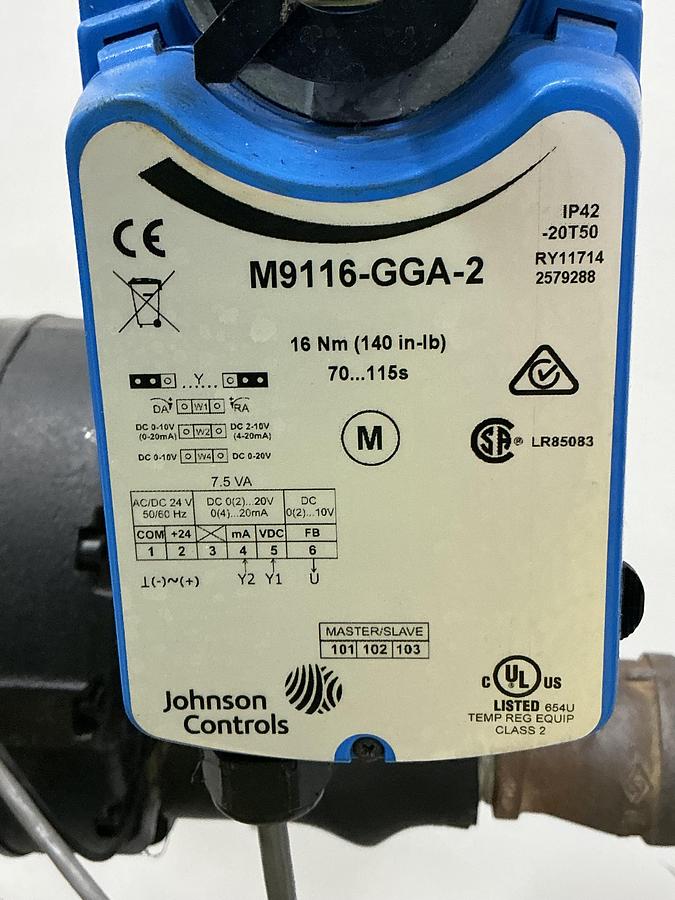 IP42
-20T50
CE
M9116-GGA-2
RY11714
2579288
16 Nm (140 in-lb)
70...115s
Y
......
DA W1 RA
DC 0-10V
(0-20mA) W2 DC 2-10V
(4-20mA)
DC 0-10V W4 DC 0-20V
M
SA® LR85083
7.5 VA
AC/DC 24 V
50/60 Hz
DC 0(2)...20V
0(4)...20mA
DC
0(2)...10V
COM +24 mA VDC FB
1 2 3 4 5 6
⊥(-)~(+) Y2 Y1 U
MASTER/SLAVE
101 102 103
Johnson
Controls
C UL US
LISTED 654U
TEMP REG EQUIP
CLASS 2